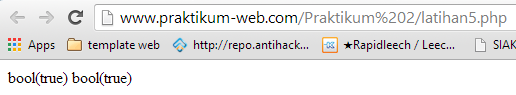 www.praktikum-web.com/Praktikum%202/latihan5.php
Apps template web http://repo.antihack... ★Rapidleech / Leec... SIAK
bool(true) bool(true)